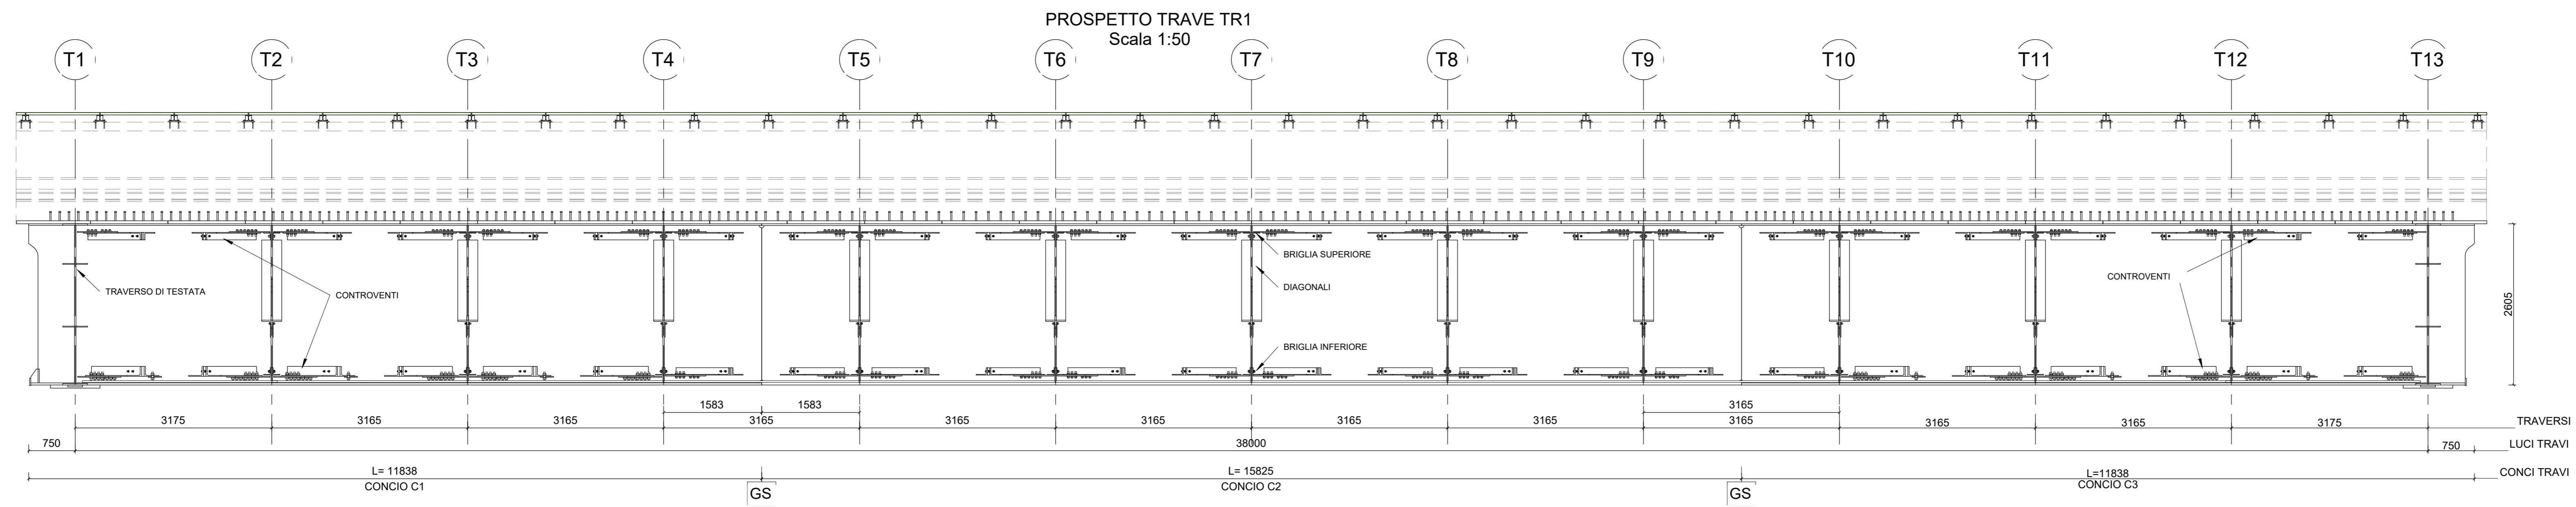 PROSPETTO TRAVE TR1
Scala 1:50
T1 T2 T3 T4 T5 T6 T7 T8 T9 T10 T11 T12 T13
BRIGLIA SUPERIORE
CONTROVENTI
DIAGONALI
TRAVERSO DI TESTATA
CONTROVENTI
2605
BRIGLIA INFERIORE
1583 1583 3165
3175 3165 3165 3165 3165 3165 3165 3165 3165 3165 3165 3175 TRAVERSI
750 38000 750 LUCI TRAVI
L= 11838 L= 15825 L=11838 CONCI TRAVI
CONCIO C1 CONCIO C2 CONCIO C3
GS GS